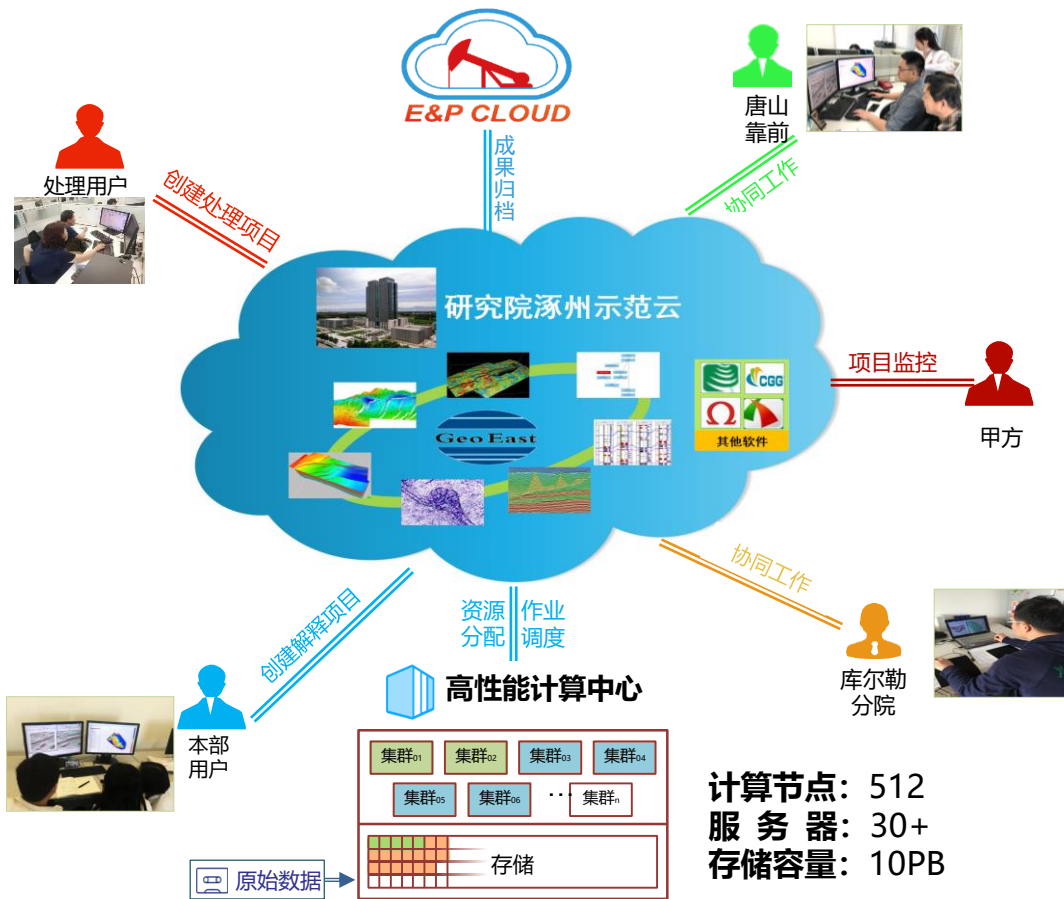 E&P CLOUD
唐山
靠前
处理用户
成果归档
协同工作
创建处理项目
研究院涿州示范云
GeoEast
CGG
其他软件
项目监控
甲方
协同工作
创建解释项目
资源
分配
作业
调度
库尔勒
分院
高性能计算中心
本部
用户
集群01
集群02
集群03
集群04
集群05
集群06
...
集群n
存储
原始数据
计算节点：512
服 务 器：30+
存储容量：10PB